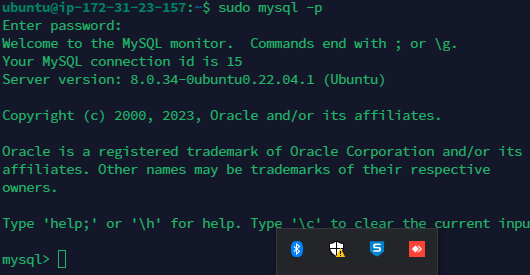 ubuntu@ip-172-31-23-157:~$ sudo mysql -p
Enter password:
Welcome to the MySQL monitor.  Commands end with ; or \g.
Your MySQL connection id is 15
Server version: 8.0.34-0ubuntu0.22.04.1 (Ubuntu)
Copyright (c) 2000, 2023, Oracle and/or its affiliates.
Oracle is a registered trademark of Oracle Corporation and/or its
affiliates. Other names may be trademarks of their respective
owners.
Type 'help;' or '\h' for help. Type '\c' to clear the current inpu
mysql>